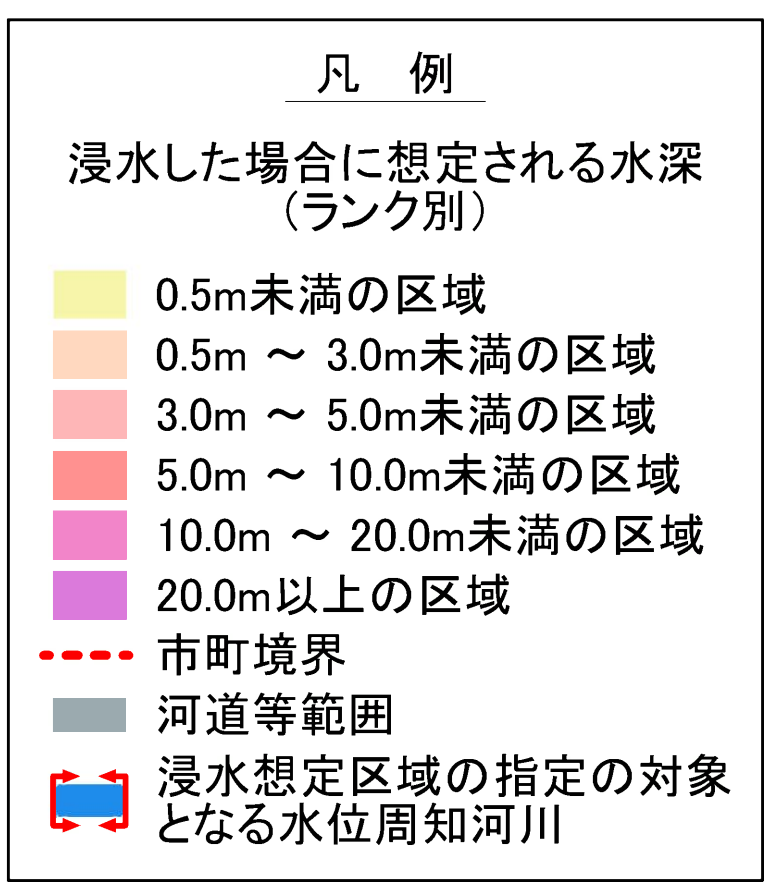 凡 例
浸水した場合に想定される水深
(ランク別)
0.5m未満の区域
0.5m ～ 3.0m未満の区域
3.0m ～ 5.0m未満の区域
5.0m ～ 10.0m未満の区域
10.0m ～ 20.0m未満の区域
20.0m以上の区域
市町境界
河道等範囲
浸水想定区域の指定の対象
となる水位周知河川